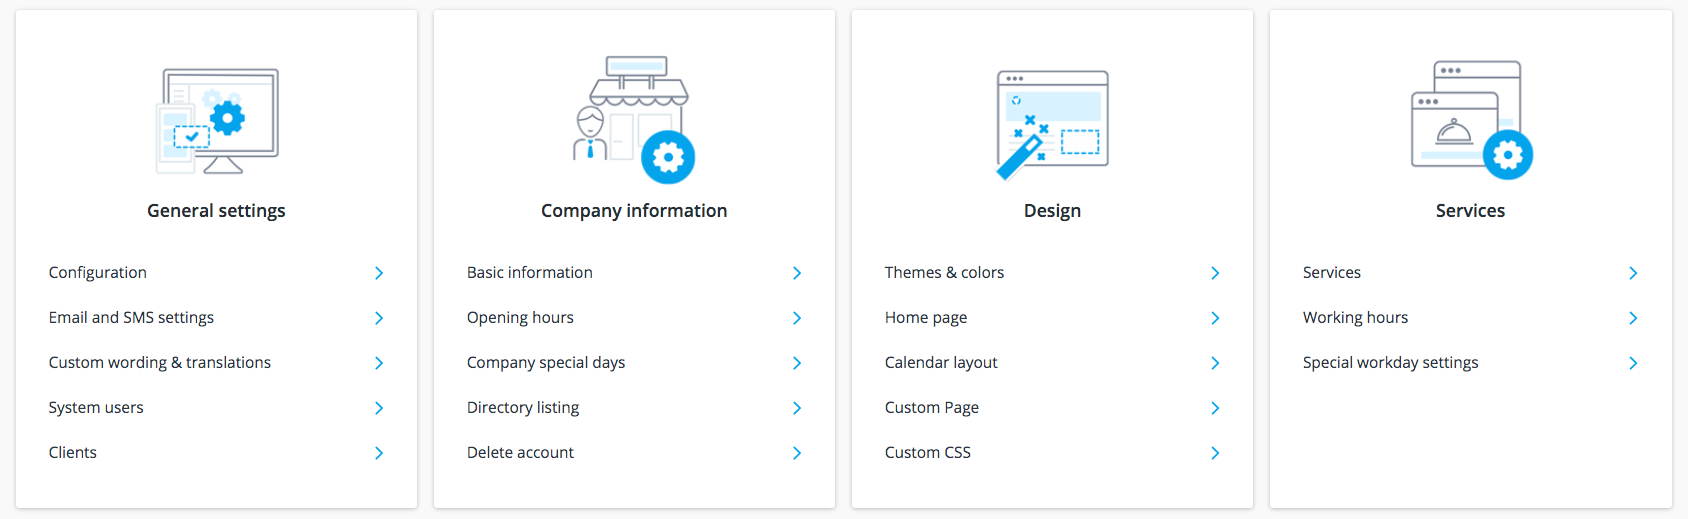 General settings
Configuration
Email and SMS settings
Custom wording & translations
System users
Clients
Company information
Basic information
Opening hours
Company special days
Directory listing
Delete account
Design
Themes & colors
Home page
Calendar layout
Custom Page
Custom CSS
Services
Services
Working hours
Special workday settings